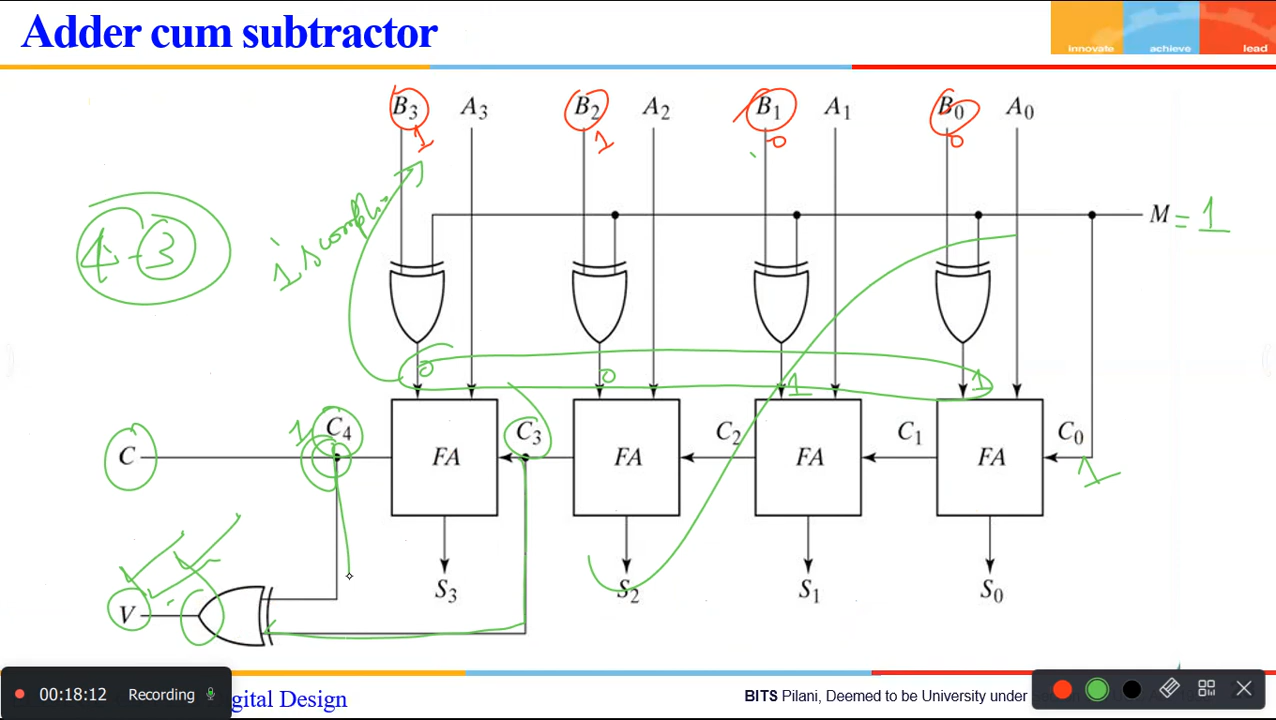 Adder cum subtractor
innovate achieve lead
B3 A3 B2 A2 B1 A1 B0 A0
1 1 0 0
M = 1
4 - 3
1's compli
0 0 1 1
C 1 C4 FA C3 FA C2 FA C1 FA C0
1
S3 S2 S1 S0
V
00:18:12 Recording
gital Design
BITS Pilani, Deemed to be University under